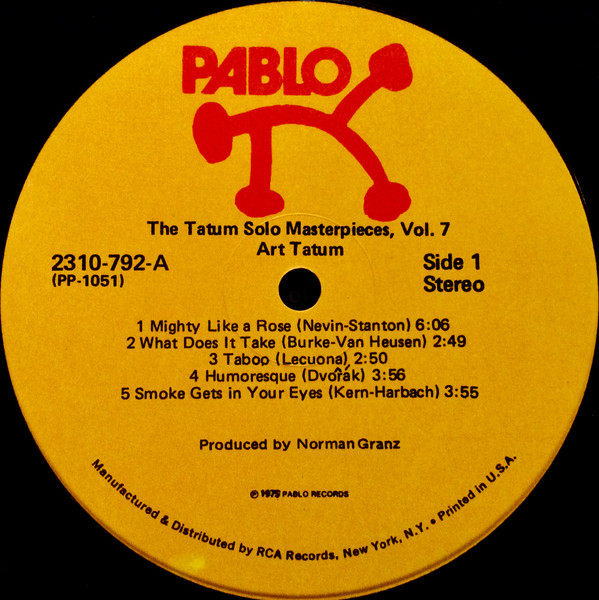 PABLO
The Tatum Solo Masterpieces, Vol. 7
Art Tatum
2310-792-A
(PP-1051)
Side 1
Stereo
1 Mighty Like a Rose (Nevin-Stanton) 6:06
2 What Does It Take (Burke-Van Heusen) 2:49
3 Taboo (Lecuona) 2:50
4 Humoresque (Dvořák) 3:56
5 Smoke Gets in Your Eyes (Kern-Harbach) 3:55
Produced by Norman Granz
℗ 1975 PABLO RECORDS
Manufactured & Distributed by RCA Records, New York, N.Y. • Printed in U.S.A.